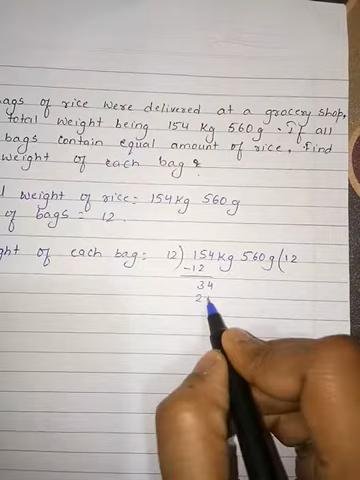 bags of rice were delivered at a grocery shop,
total weight being 154 kg 560g. If all
bags contain equal amount of rice, find
weight of each bag?
weight of rice = 154kg 560g
of bags = 12.
of each bag = 12) 154kg 560g (12
-12
34
2